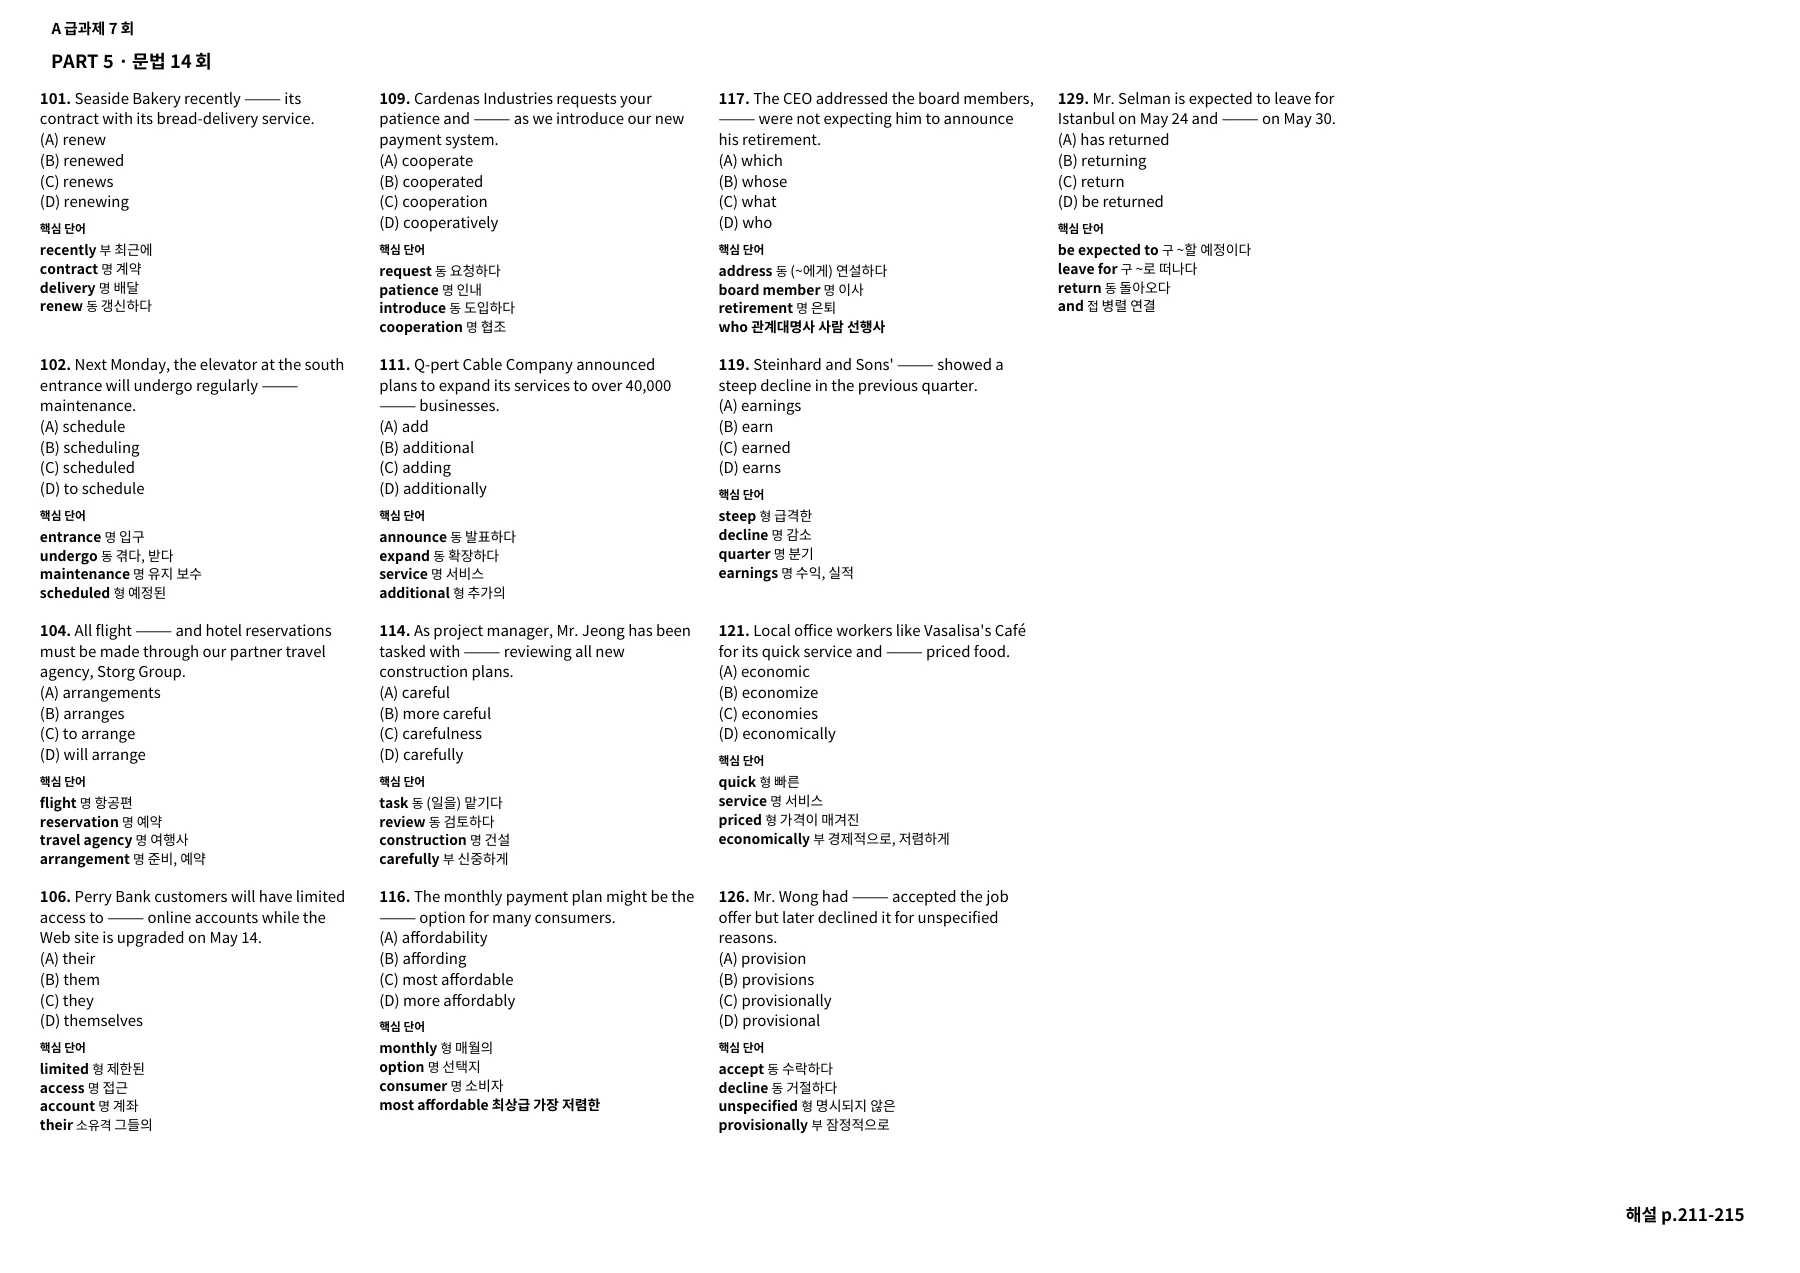 A 급과제 7 회
PART 5 · 문법 14 회
101. Seaside Bakery recently ——– its
contract with its bread-delivery service.
(A) renew
(B) renewed
(C) renews
(D) renewing
핵심 단어
recently 부 최근에
contract 명 계약
delivery 명 배달
renew 동 갱신하다
102. Next Monday, the elevator at the south
entrance will undergo regularly ——–
maintenance.
(A) schedule
(B) scheduling
(C) scheduled
(D) to schedule
핵심 단어
entrance 명 입구
undergo 동 겪다, 받다
maintenance 명 유지 보수
scheduled 형 예정된
104. All flight ——– and hotel reservations
must be made through our partner travel
agency, Storg Group.
(A) arrangements
(B) arranges
(C) to arrange
(D) will arrange
핵심 단어
flight 명 항공편
reservation 명 예약
travel agency 명 여행사
arrangement 명 준비, 예약
106. Perry Bank customers will have limited
access to ——– online accounts while the
Web site is upgraded on May 14.
(A) their
(B) them
(C) they
(D) themselves
핵심 단어
limited 형 제한된
access 명 접근
account 명 계좌
their 소유격 그들의
109. Cardenas Industries requests your
patience and ——– as we introduce our new
payment system.
(A) cooperate
(B) cooperated
(C) cooperation
(D) cooperatively
핵심 단어
request 동 요청하다
patience 명 인내
introduce 동 도입하다
cooperation 명 협조
111. Q-pert Cable Company announced
plans to expand its services to over 40,000
——– businesses.
(A) add
(B) additional
(C) adding
(D) additionally
핵심 단어
announce 동 발표하다
expand 동 확장하다
service 명 서비스
additional 형 추가의
114. As project manager, Mr. Jeong has been
tasked with ——– reviewing all new
construction plans.
(A) careful
(B) more careful
(C) carefulness
(D) carefully
핵심 단어
task 동 (일을) 맡기다
review 동 검토하다
construction 명 건설
carefully 부 신중하게
116. The monthly payment plan might be the
——– option for many consumers.
(A) affordability
(B) affording
(C) most affordable
(D) more affordably
핵심 단어
monthly 형 매월의
option 명 선택지
consumer 명 소비자
most affordable 최상급 가장 저렴한
117. The CEO addressed the board members,
——– were not expecting him to announce
his retirement.
(A) which
(B) whose
(C) what
(D) who
핵심 단어
address 동 (~에게) 연설하다
board member 명 이사
retirement 명 은퇴
who 관계대명사 사람 선행사
119. Steinhard and Sons' ——– showed a
steep decline in the previous quarter.
(A) earnings
(B) earn
(C) earned
(D) earns
핵심 단어
steep 형 급격한
decline 명 감소
quarter 명 분기
earnings 명 수익, 실적
121. Local office workers like Vasalisa's Café
for its quick service and ——– priced food.
(A) economic
(B) economize
(C) economies
(D) economically
핵심 단어
quick 형 빠른
service 명 서비스
priced 형 가격이 매겨진
economically 부 경제적으로, 저렴하게
126. Mr. Wong had ——– accepted the job
offer but later declined it for unspecified
reasons.
(A) provision
(B) provisions
(C) provisionally
(D) provisional
핵심 단어
accept 동 수락하다
decline 동 거절하다
unspecified 형 명시되지 않은
provisionally 부 잠정적으로
129. Mr. Selman is expected to leave for
Istanbul on May 24 and ——– on May 30.
(A) has returned
(B) returning
(C) return
(D) be returned
핵심 단어
be expected to 구 ~할 예정이다
leave for 구 ~로 떠나다
return 동 돌아오다
and 접 병렬 연결
해설 p.211-215